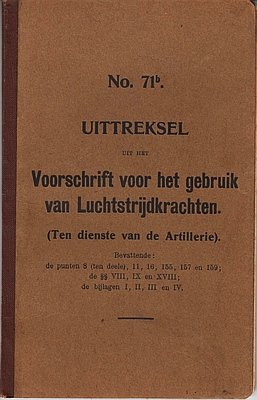 No. 71b.
UITTREKSEL
UIT HET
Voorschrift voor het gebruik
van Luchtstrijdkrachten.
(Ten dienste van de Artillerie).
Bevattende:
de punten 8 (ten deele), 11, 16, 155, 157 en 159;
de §§ VIII, IX en XVIII;
de bijlagen I, II, III en IV.